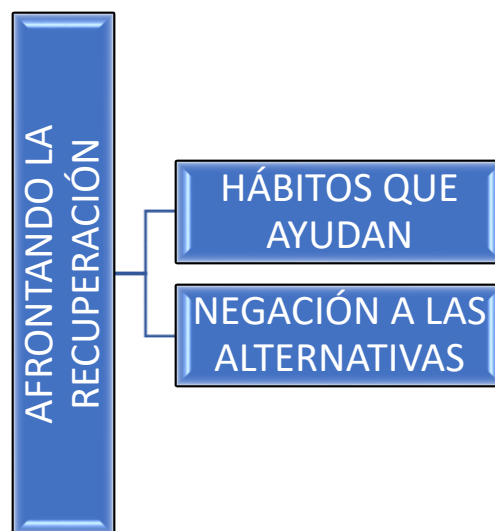 AFRONTANDO LA
RECUPERACIÓN
HÁBITOS QUE
AYUDAN
NEGACIÓN A LAS
ALTERNATIVAS